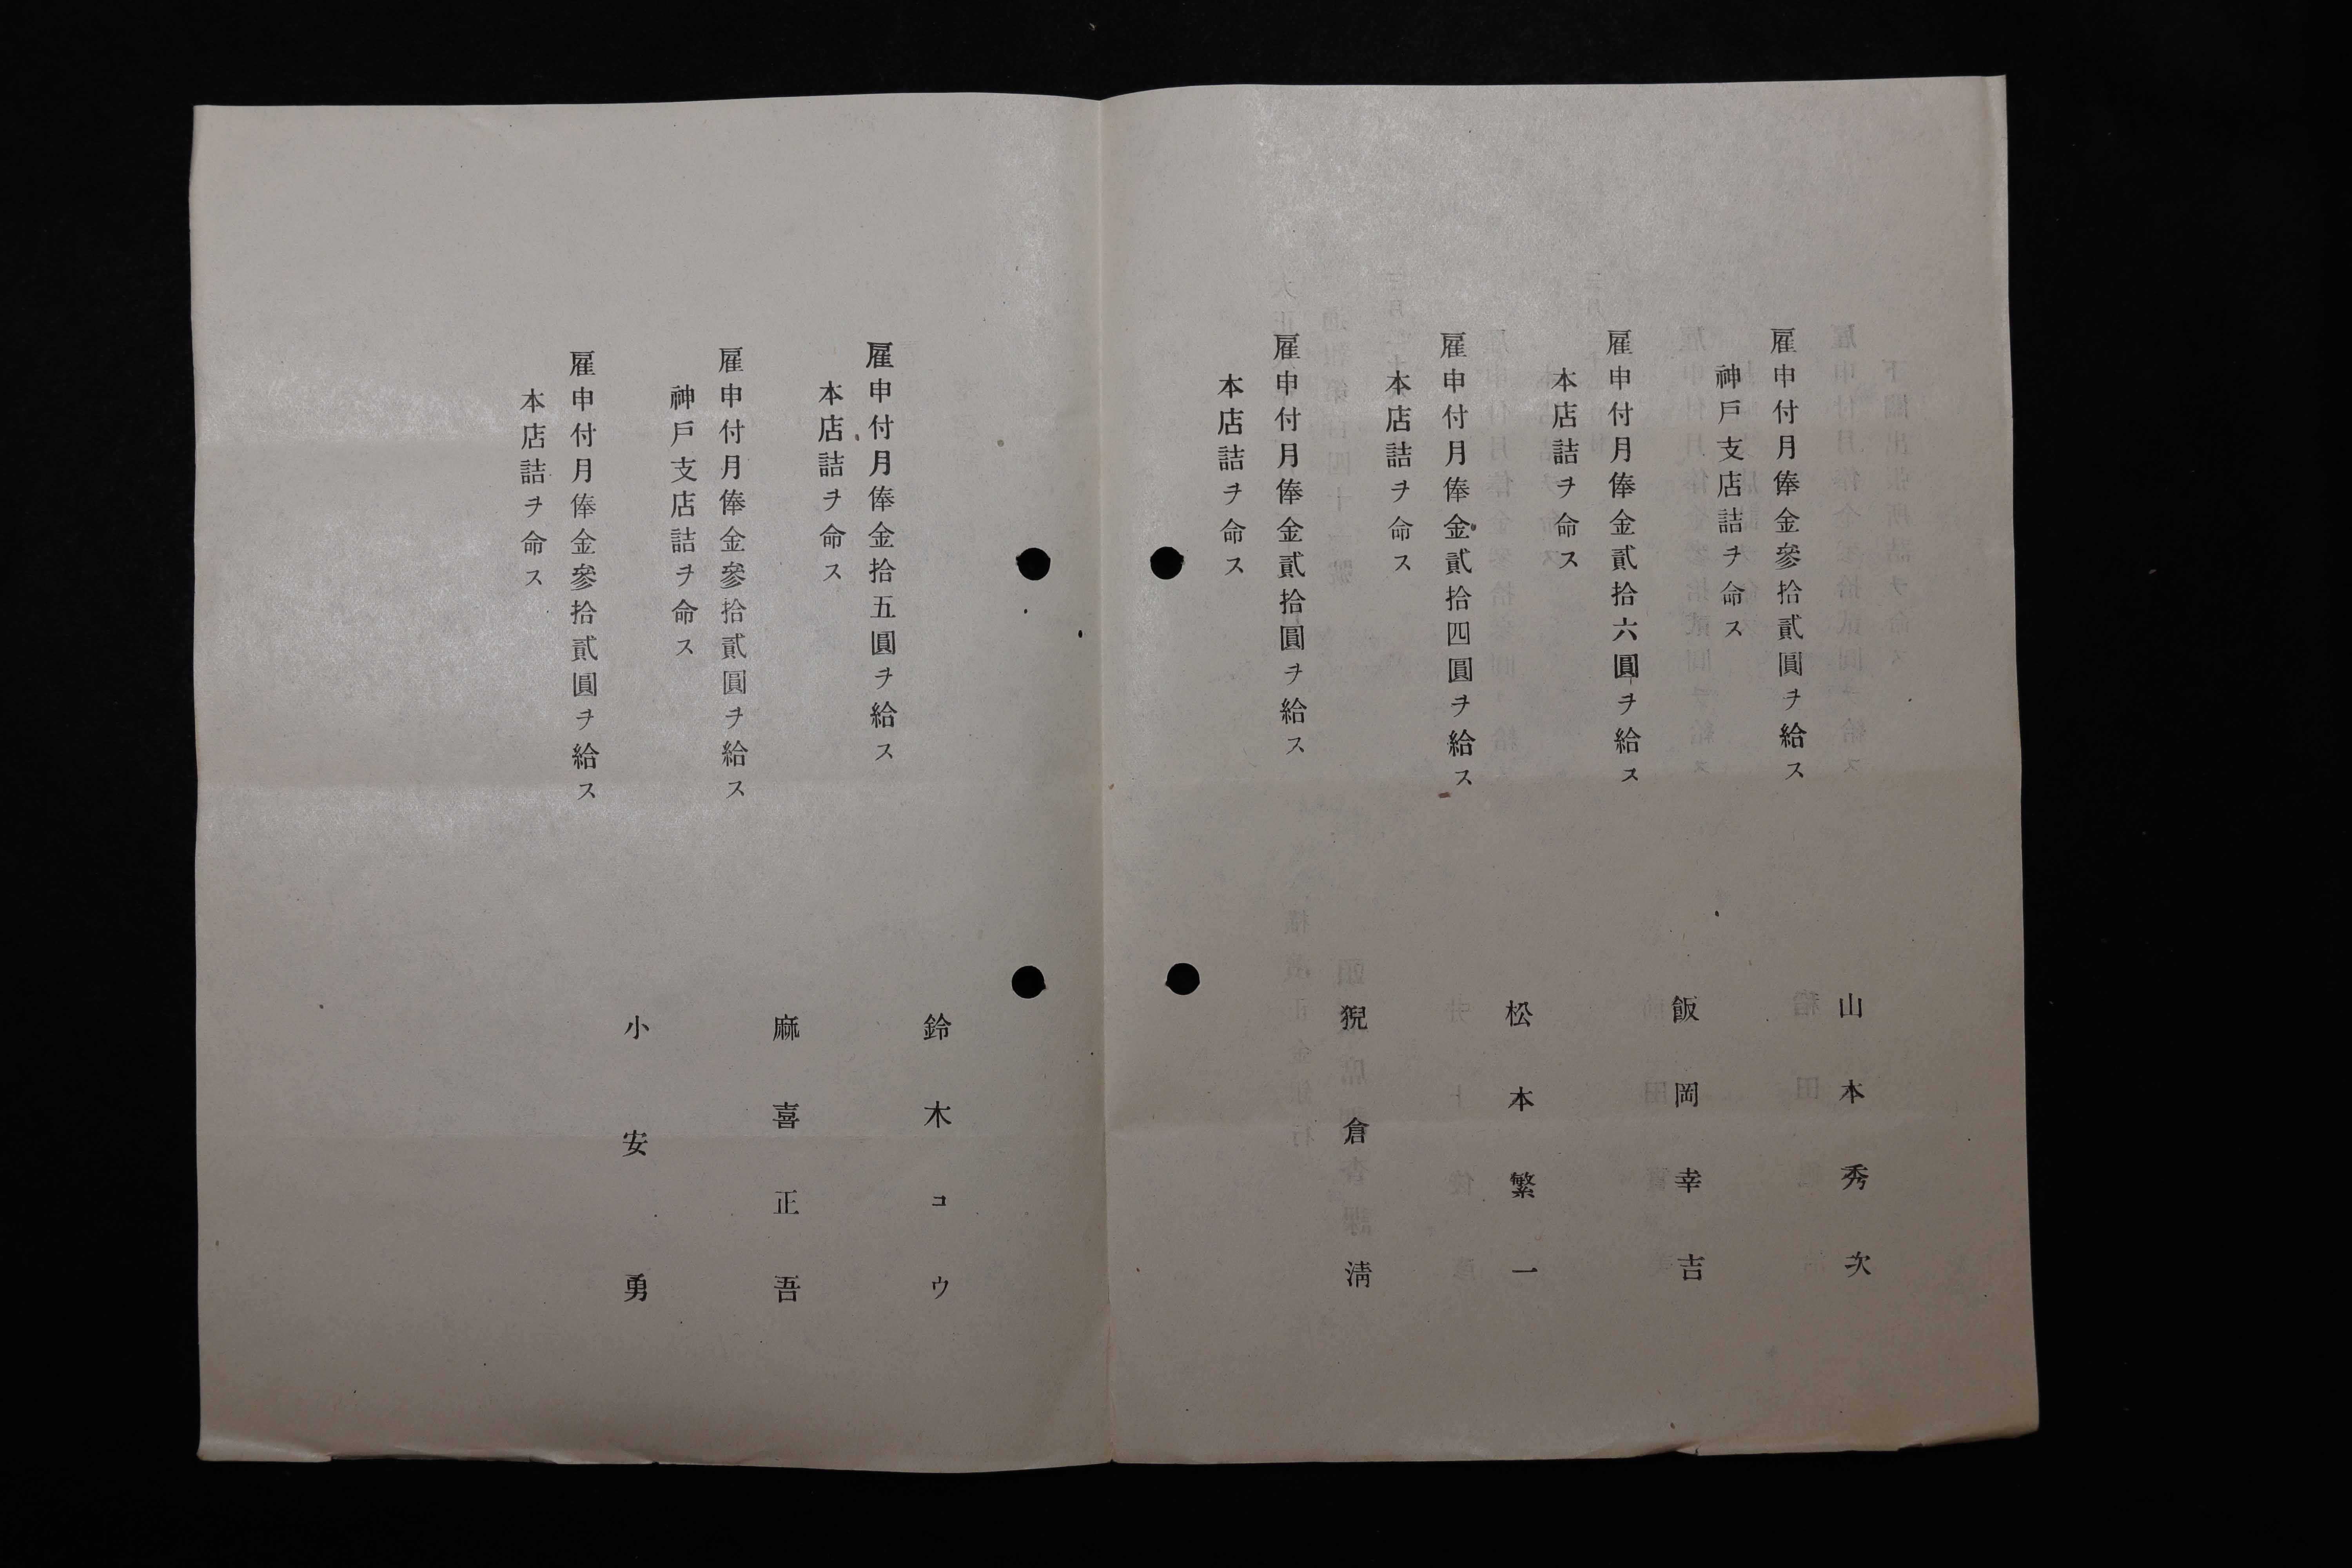 山本秀次
雇申付月俸金參拾貳圓ヲ給ス
神戸支店詰ヲ命ス
飯岡幸吉
雇申付月俸金貳拾六圓ヲ給ス
本店詰ヲ命ス
松本繁一
雇申付月俸金貳拾四圓ヲ給ス
本店詰ヲ命ス
猊倉淸
雇申付月俸金貳拾圓ヲ給ス
本店詰ヲ命ス
鈴木コウ
雇申付月俸金拾五圓ヲ給ス
本店詰ヲ命ス
麻喜正吾
雇申付月俸金參拾貳圓ヲ給ス
神戸支店詰ヲ命ス
小安勇
雇申付月俸金參拾貳圓ヲ給ス
本店詰ヲ命ス